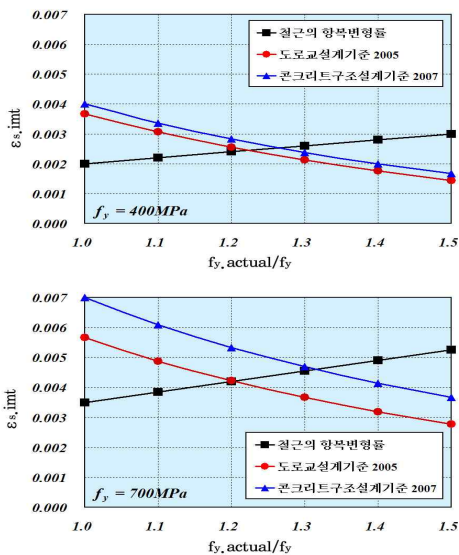 0.007
0.006
0.005
0.004
0.003
0.002
0.001
0.000
εs,imt
철근의 항복변형률
도로교설계기준 2005
콘크리트구조설계기준 2007
fy = 400MPa
1.0 1.1 1.2 1.3 1.4 1.5
fy,actual/fy
0.007
0.006
0.005
0.004
0.003
0.002
0.001
0.000
εs,imt
철근의 항복변형률
도로교설계기준 2005
콘크리트구조설계기준 2007
fy = 700MPa
1.0 1.1 1.2 1.3 1.4 1.5
fy,actual/fy